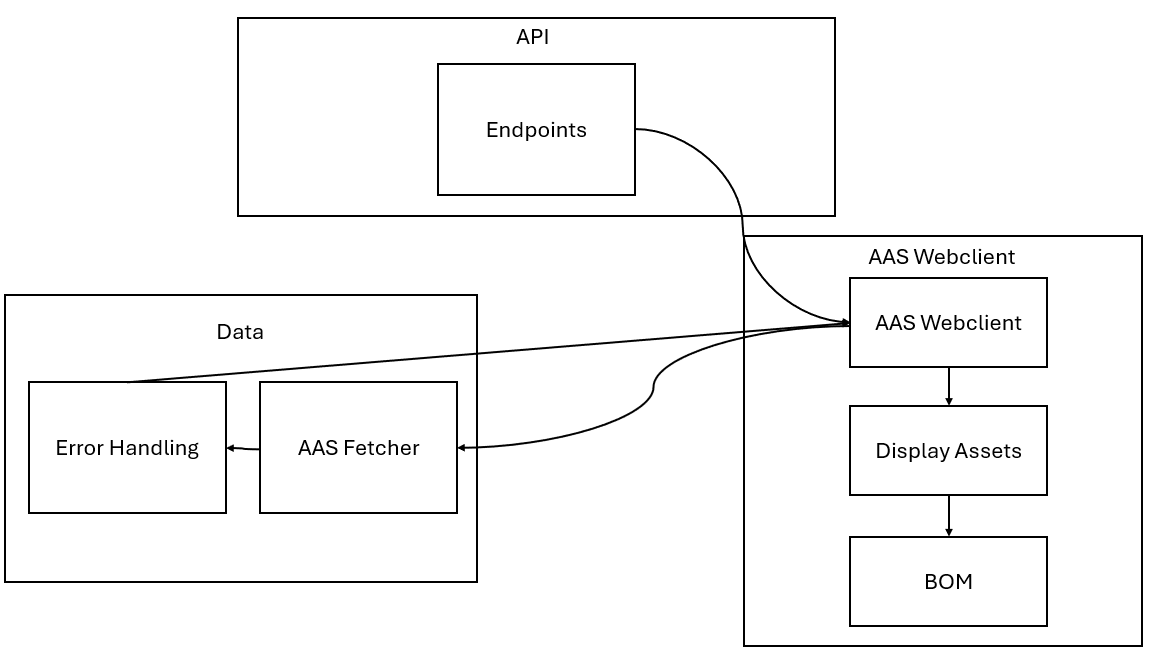 API
Endpoints
AAS Webclient
AAS Webclient
Data
Error Handling
AAS Fetcher
Display Assets
BOM